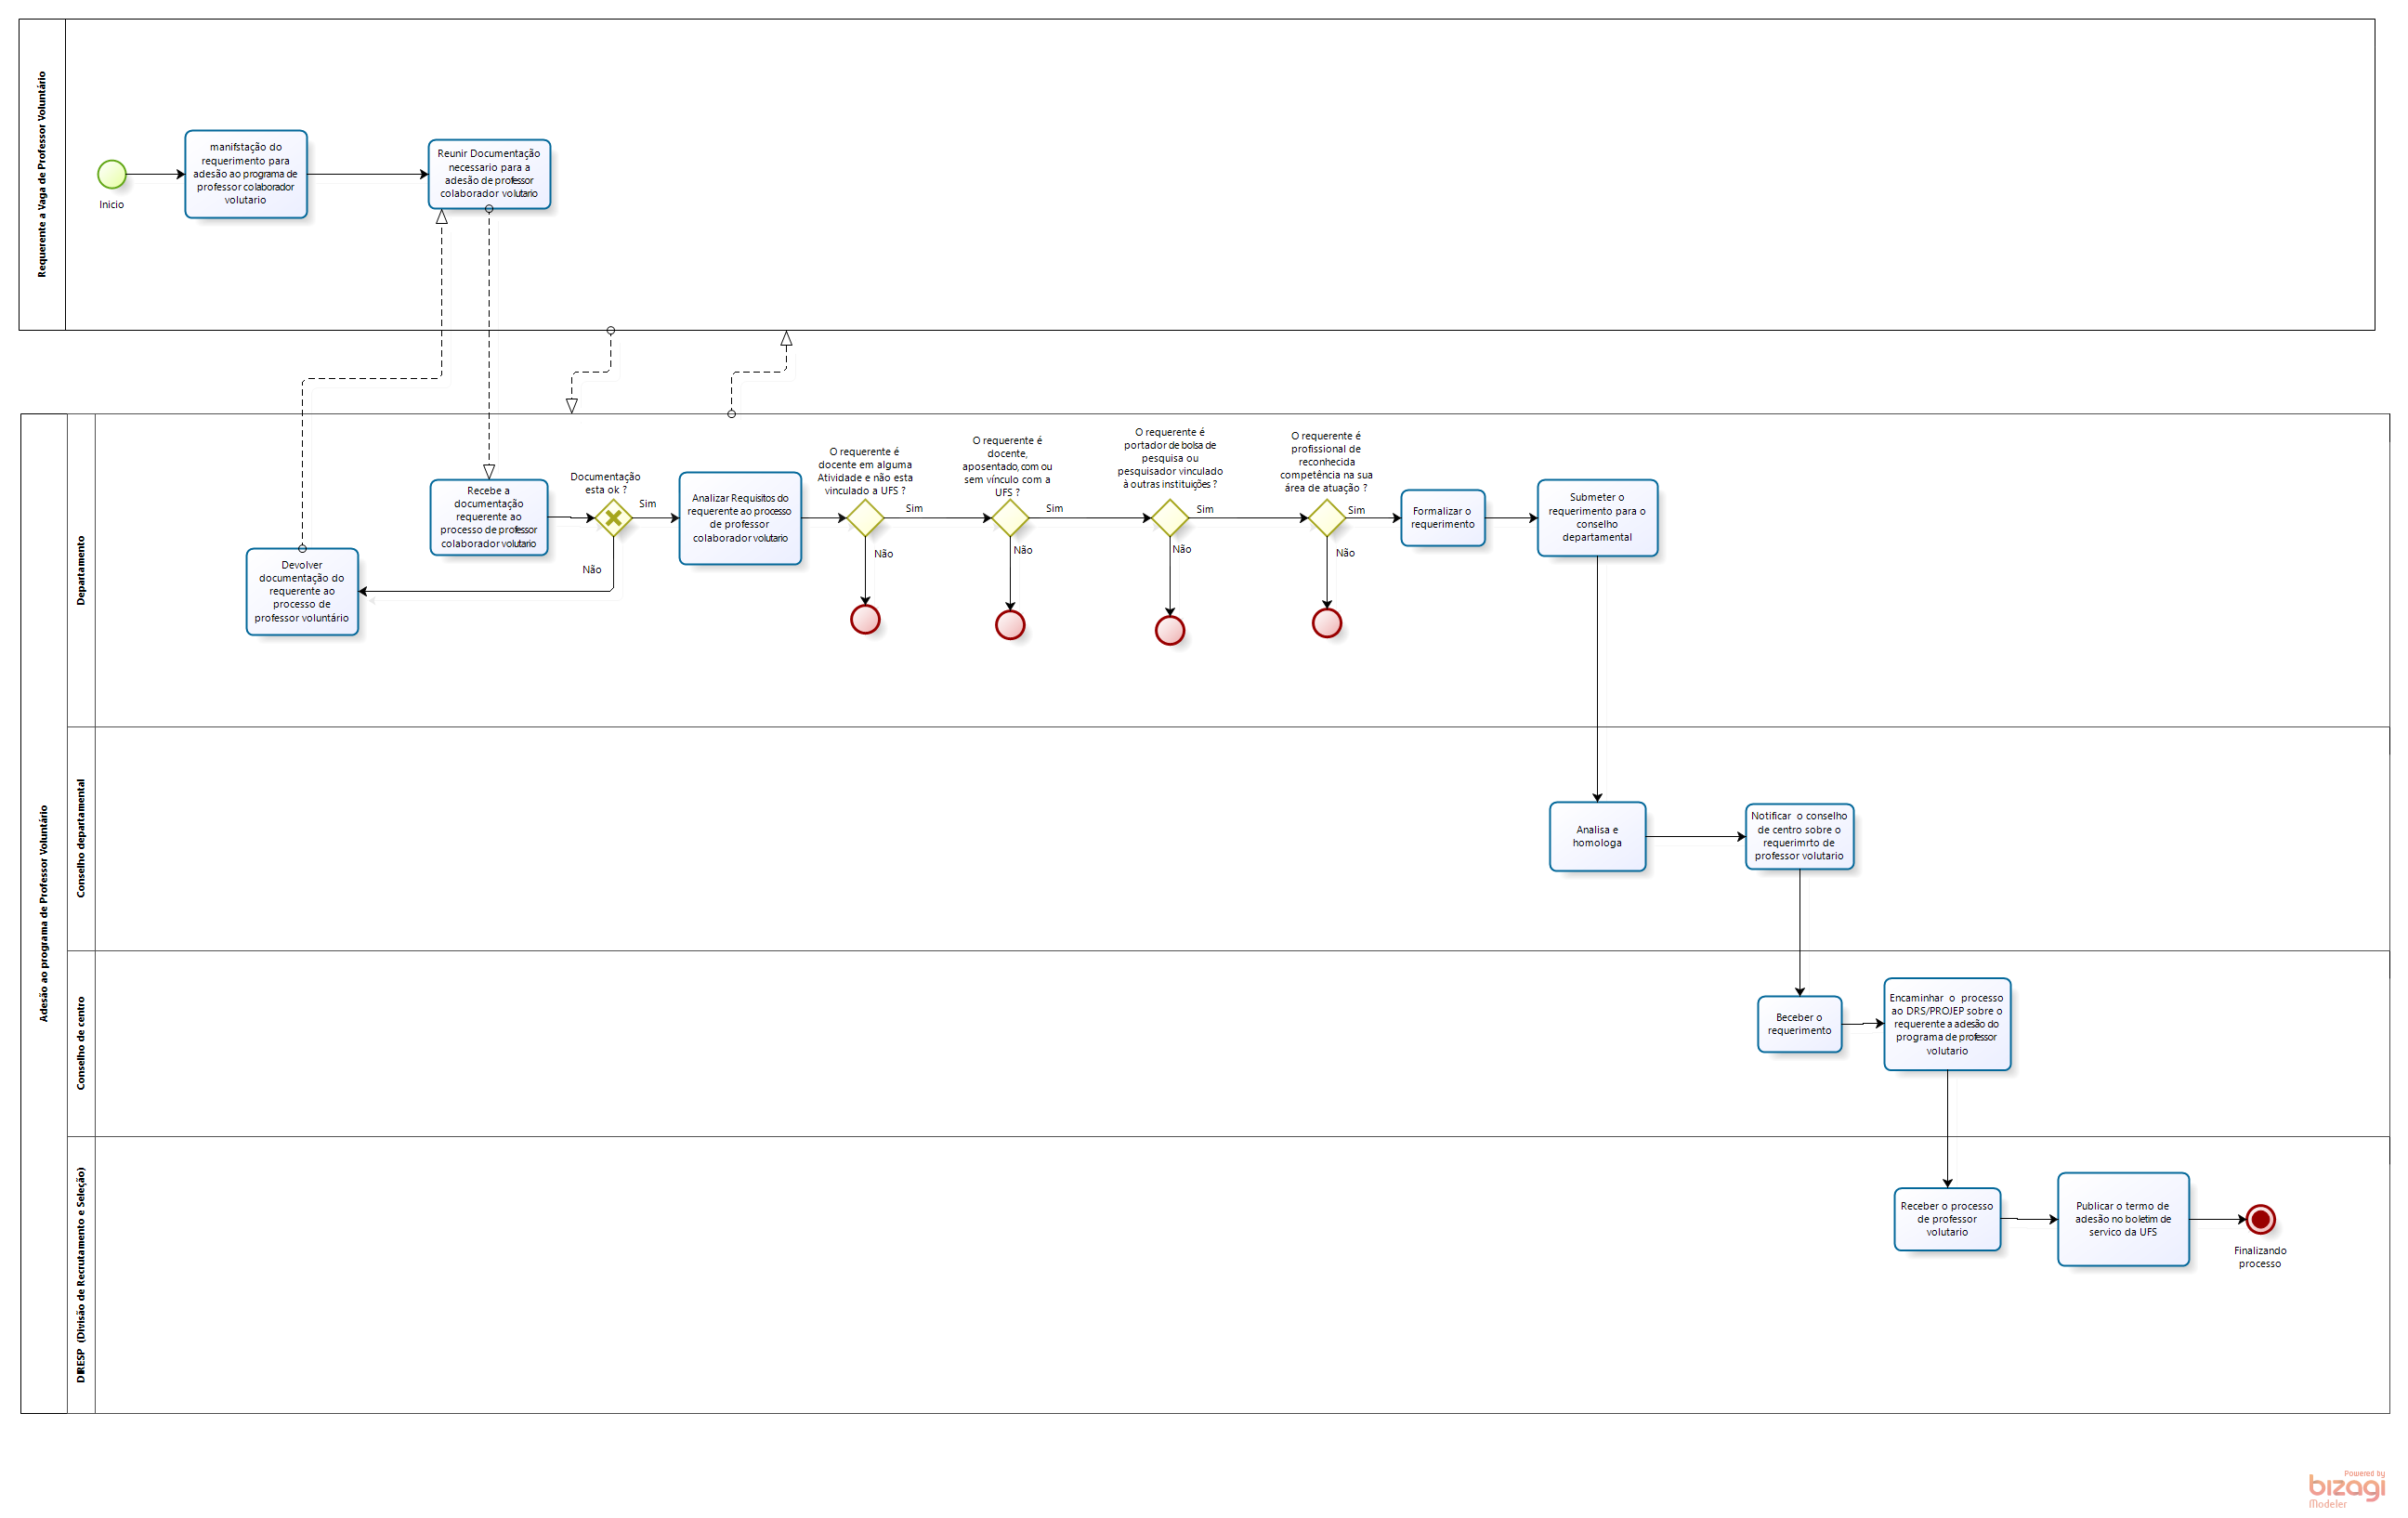 Requerente a Vaga de Professor Voluntário
Inicio
manifstação do
requerimento para
adesão ao programa de
professor colaborador
volutario
Reunir Documentação
necessario para a
adesão de professor
colaborador volutario
Adesão ao programa de Professor Voluntário
Departamento
Devolver
documentação do
requerente ao
processo de
professor voluntário
Recebe a
documentação
requerente ao
processo de professor
colaborador volutario
Documentação
esta ok ?
Sim
Não
Analizar Requisitos do
requerente ao processo
de professor
colaborador volutario
O requerente é
docente em alguma
Atividade e não esta
vinculado a UFS ?
Sim
Não
O requerente é
docente,
aposentado, com ou
sem vínculo com a
UFS ?
Sim
Não
O requerente é
portador de bolsa de
pesquisa ou
pesquisador vinculado
à outras instituições ?
Sim
Não
O requerente é
profissional de
reconhecida
competência na sua
área de atuação ?
Sim
Não
Formalizar o
requerimento
Submeter o
requerimento para o
conselho
departamental
Conselho departamental
Analisa e
homologa
Notificar o conselho
de centro sobre o
requerimrto de
professor volutario
Conselho de centro
Beceber o
requerimento
Encaminhar o processo
ao DRS/PROJEP sobre o
requerente a adesão do
programa de professor
volutario
DIRESP (Divisão de Recrutamento e Seleção)
Receber o processo
de professor
volutario
Publicar o termo de
adesão no boletim de
servico da UFS
Finalizando
processo
Powered by
bizagi
Modeler